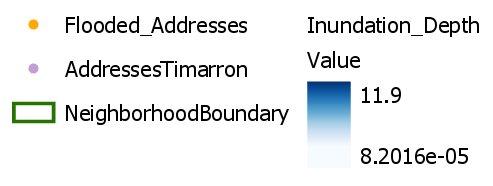 Flooded_Addresses
AddressesTimarron
NeighborhoodBoundary
Inundation_Depth
Value
11.9
8.2016e-05